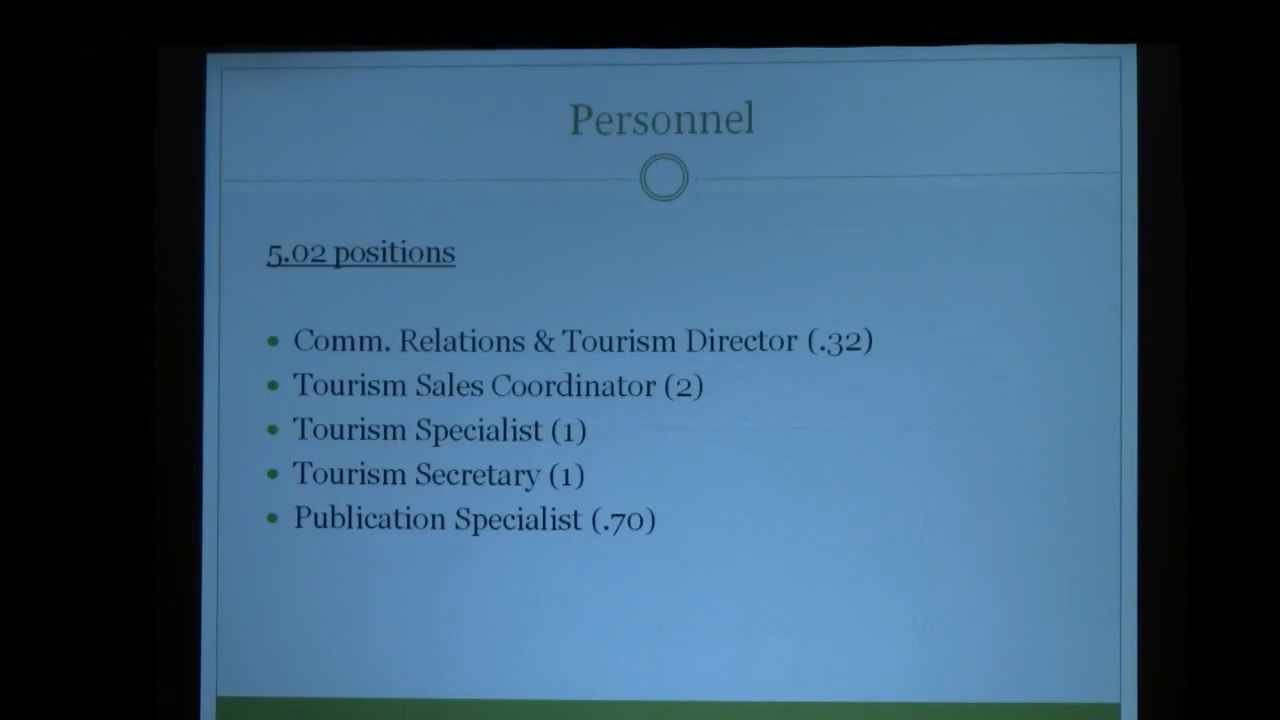 Personnel
5.02 positions
• Comm. Relations & Tourism Director (.32)
• Tourism Sales Coordinator (2)
• Tourism Specialist (1)
• Tourism Secretary (1)
• Publication Specialist (.70)